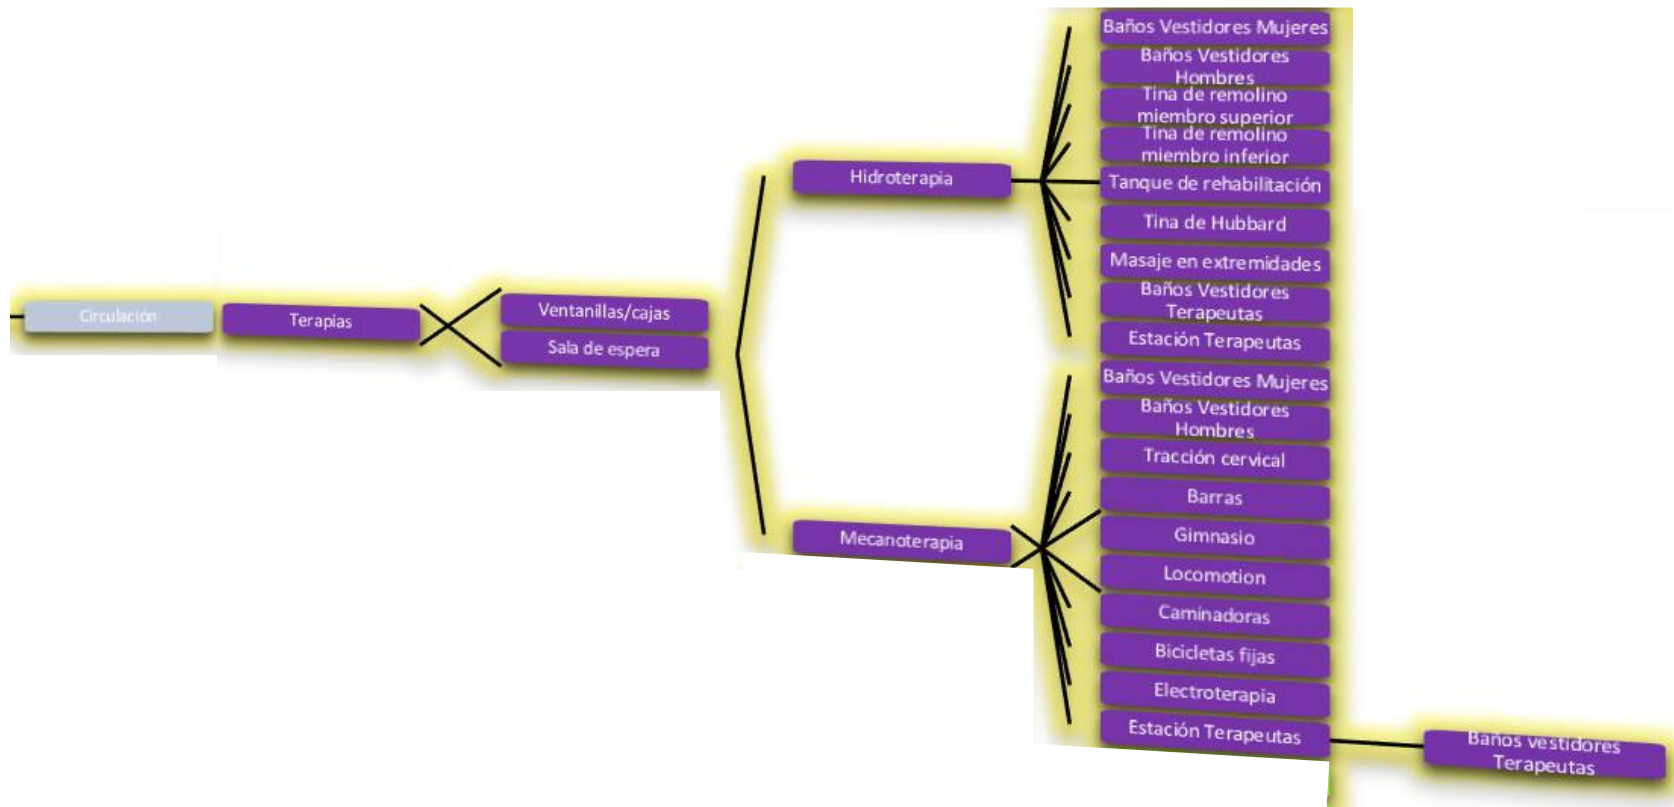 Circulación
Terapias
Ventanillas/cajas
Sala de espera
Hidroterapia
Baños Vestidores Mujeres
Baños Vestidores
Hombres
Tina de remolino
miembro superior
Tina de remolino
miembro inferior
Tanque de rehabilitación
Tina de Hubbard
Masaje en extremidades
Baños Vestidores
Terapeutas
Estación Terapeutas
Mecanoterapia
Baños Vestidores Mujeres
Baños Vestidores
Hombres
Tracción cervical
Barras
Gimnasio
Locomotion
Caminadoras
Bicicletas fijas
Electroterapia
Estación Terapeutas
Baños vestidores
Terapeutas